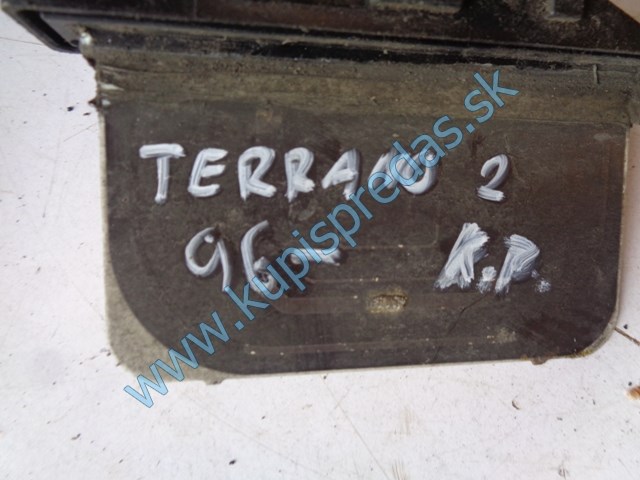 TERRANO 2
96-
K.P.
www.kupispredas.sk